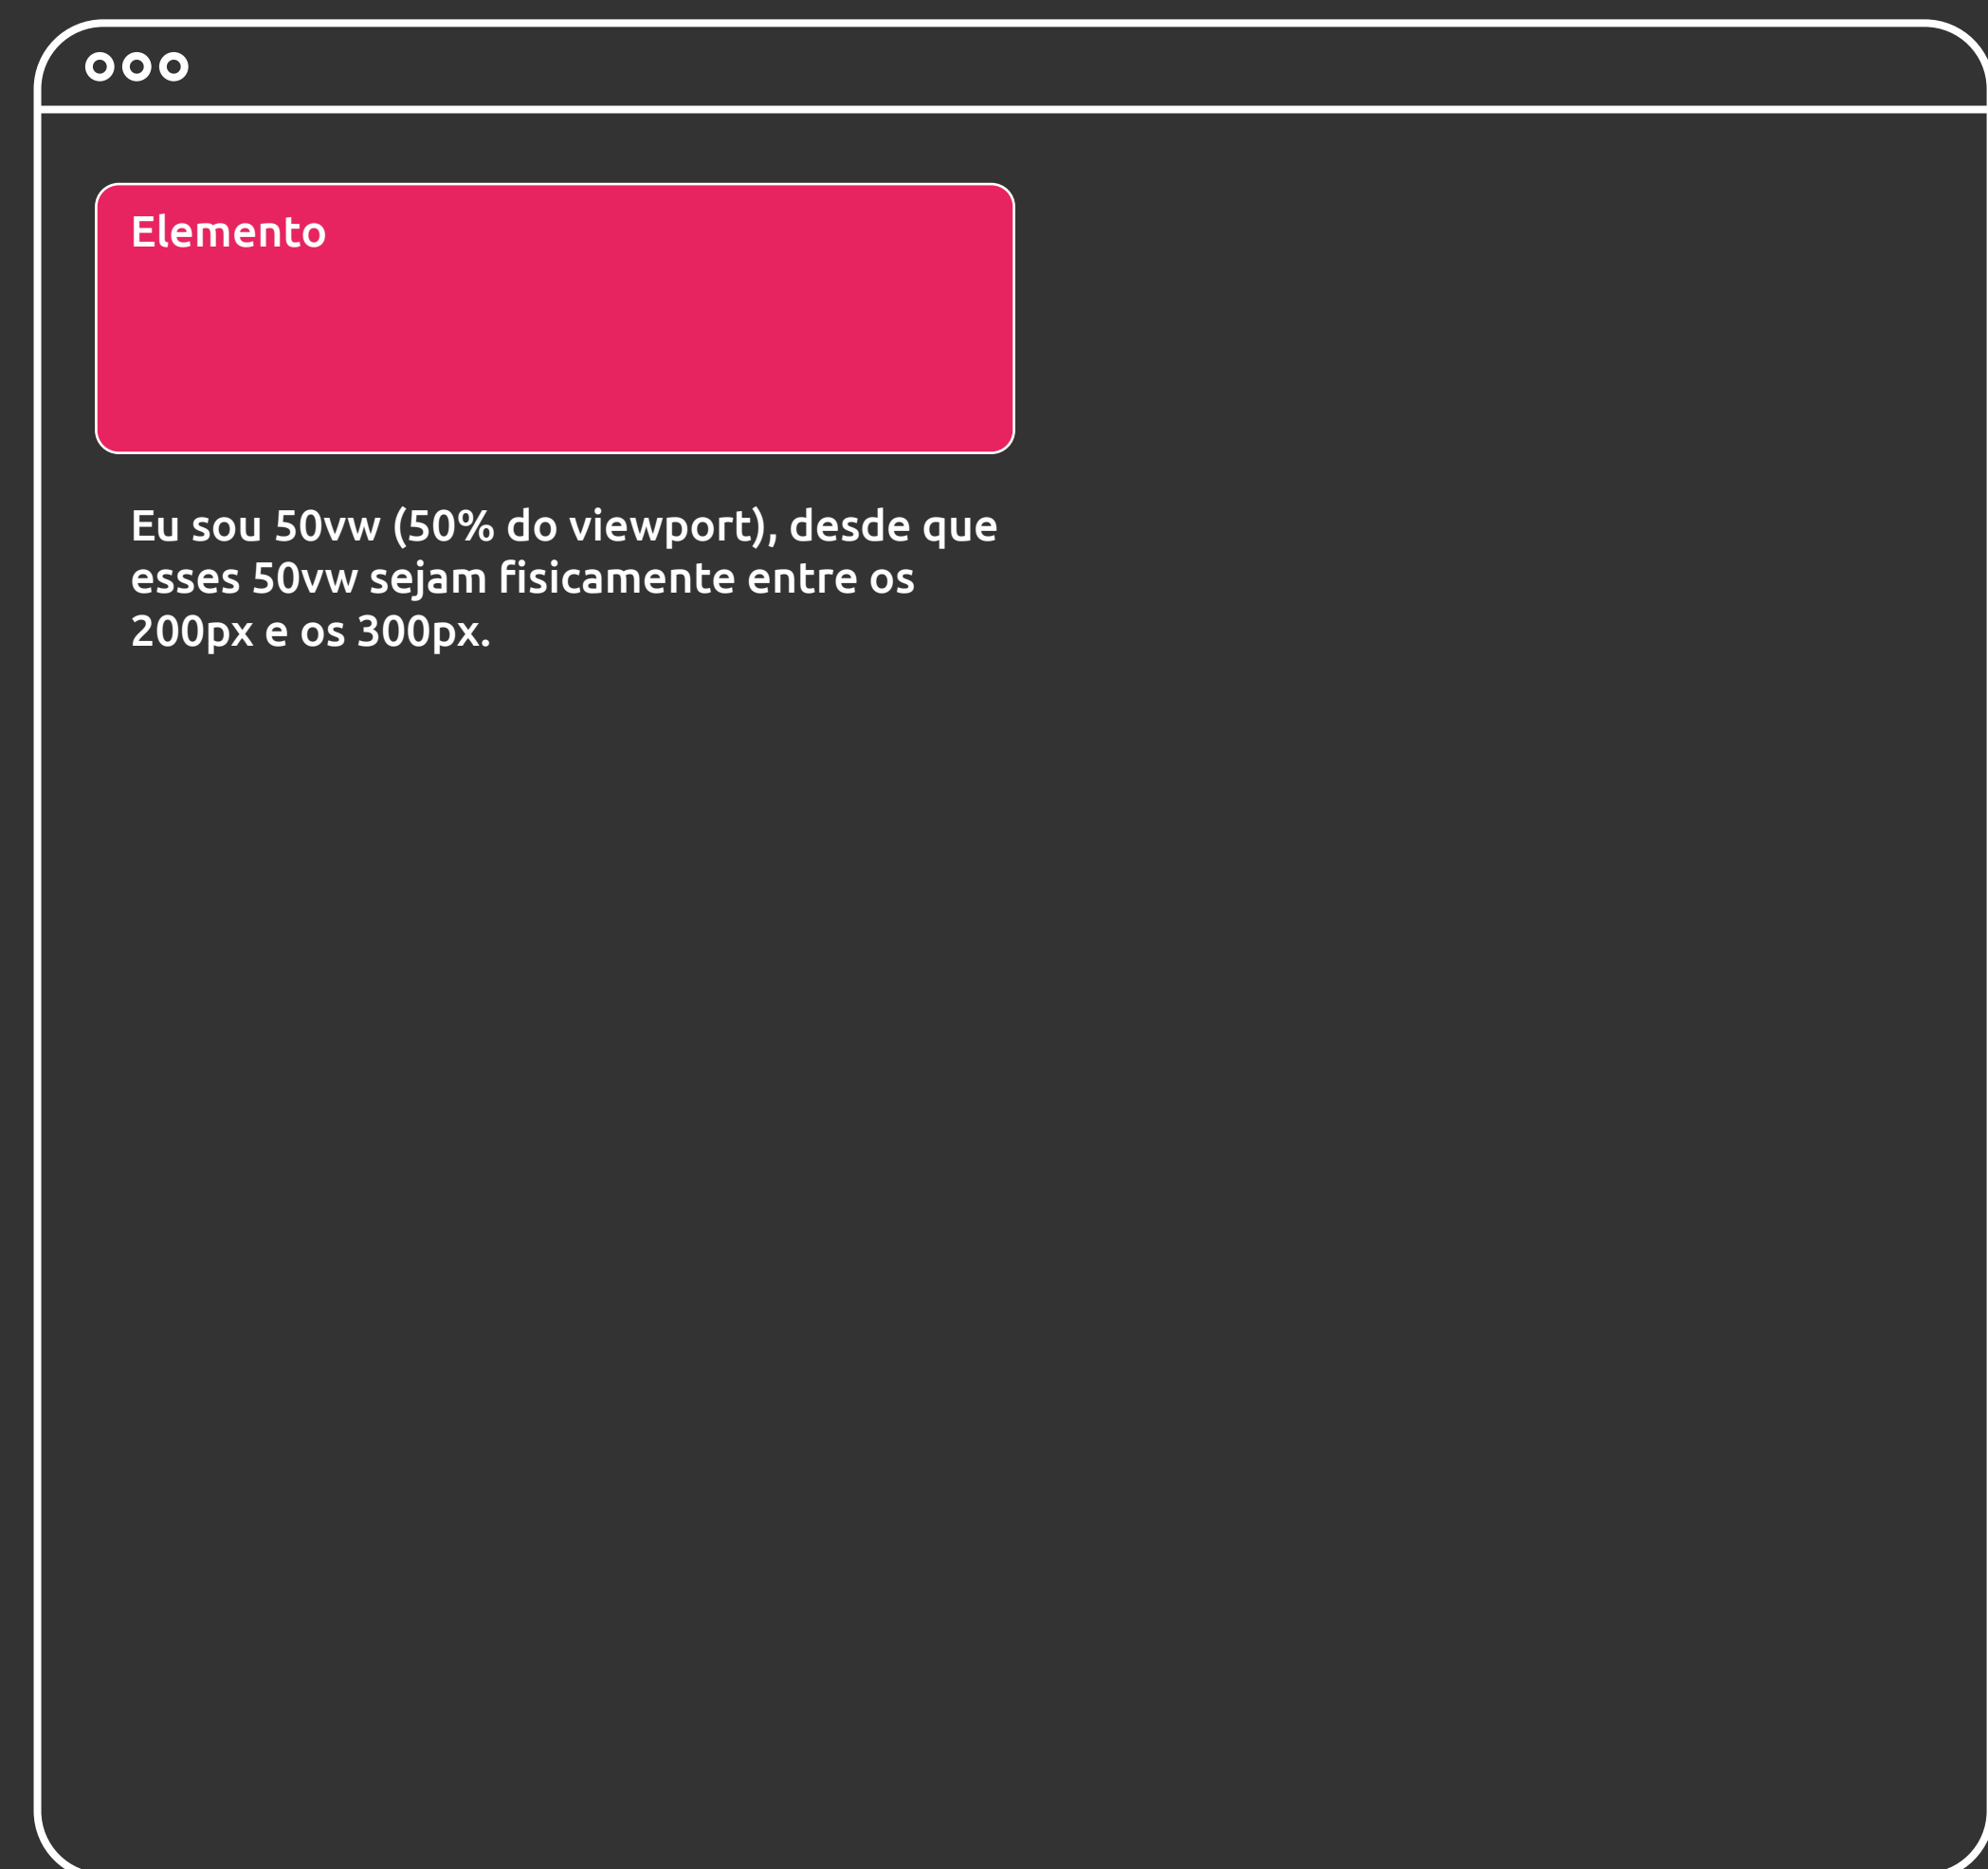 Elemento
Eu sou 50vw (50% do viewport), desde que
esses 50vw sejam fisicamente entre os
200px e os 300px.